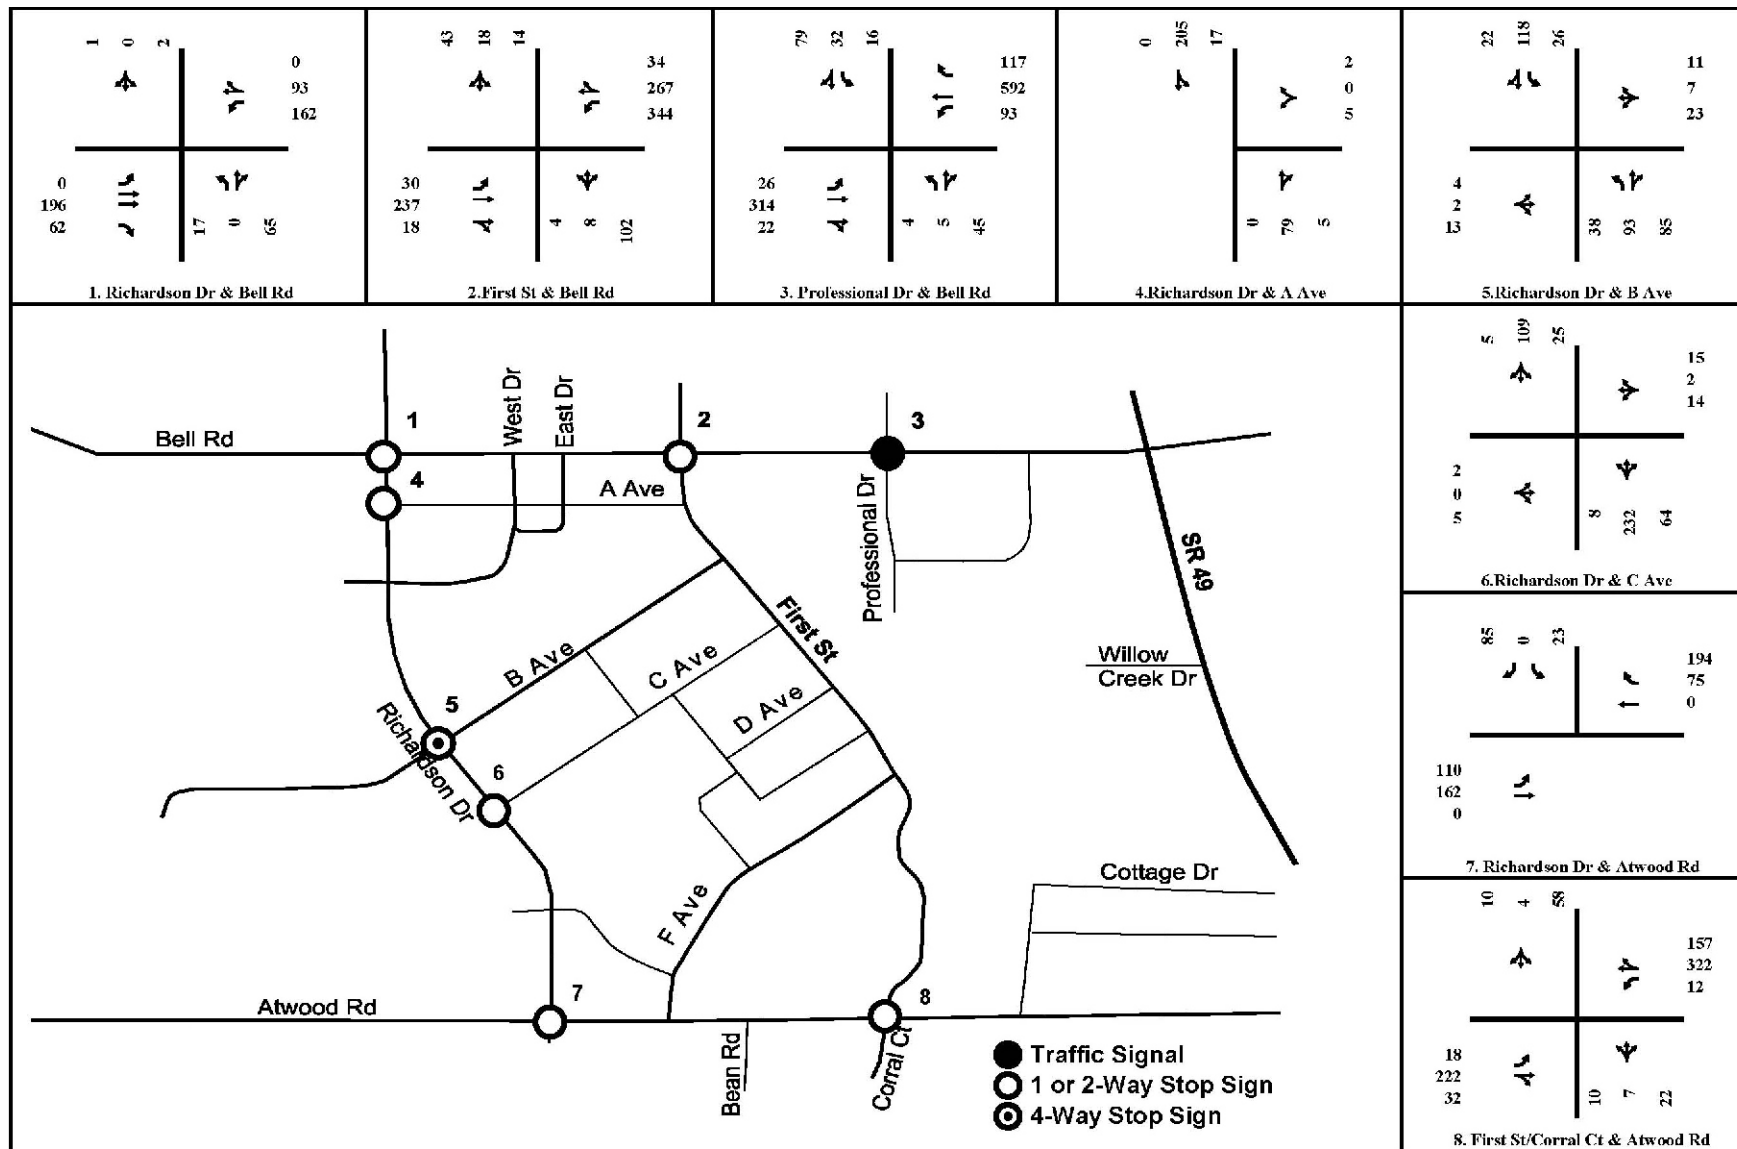 1 0 2
0
93
162
0
196
62
17 0 65
1. Richardson Dr & Bell Rd
43 18 14
34
267
344
30
237
18
4 8 102
2.First St & Bell Rd
79 32 16
117
592
93
26
314
22
4 5 45
3. Professional Dr & Bell Rd
0 205 17
2
0
5
0 79 5
4.Richardson Dr & A Ave
22 118 26
11
7
23
4
2
13
38 93 85
5.Richardson Dr & B Ave
5 109 25
15
2
14
2
0
5
8 232 64
6.Richardson Dr & C Ave
85 0 23
194
75
0
110
162
0
7. Richardson Dr & Atwood Rd
10 4 58
157
322
12
18
222
32
10 7 22
8. First St/Corral Ct & Atwood Rd
Bell Rd
1
West Dr
East Dr
2
3
4
A Ave
Professional Dr
SR 49
First St
B Ave
C Ave
D Ave
Willow
Creek Dr
5
Richardson Dr
6
F Ave
Cottage Dr
Atwood Rd
7
8
Bean Rd
Corral Ct
Traffic Signal
1 or 2-Way Stop Sign
4-Way Stop Sign